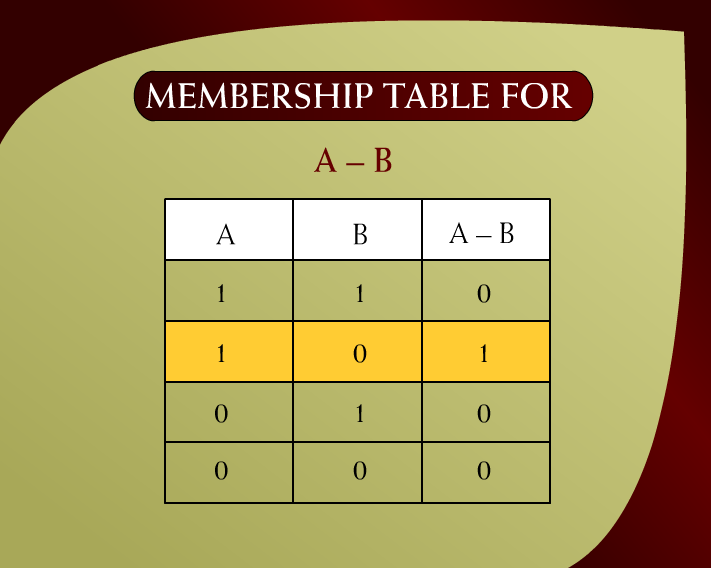 MEMBERSHIP TABLE FOR
A – B
A B A – B
1 1 0
1 0 1
0 1 0
0 0 0